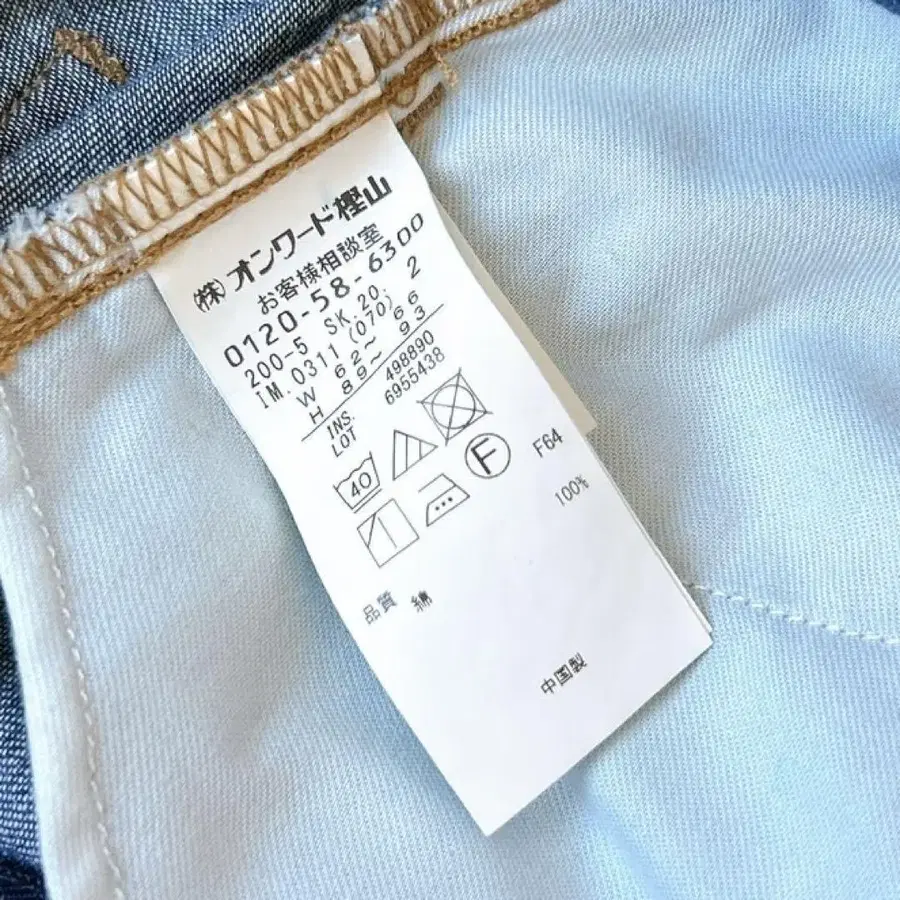 (株)オンワード樫山
お客様相談室
0120-58-6300
200-5 SK.20. 2
IM.0311(070)
W 62〜 66
H 89〜 93
INS. 498890
LOT 6955438
40
F
F64
品質 綿 100%
中国製